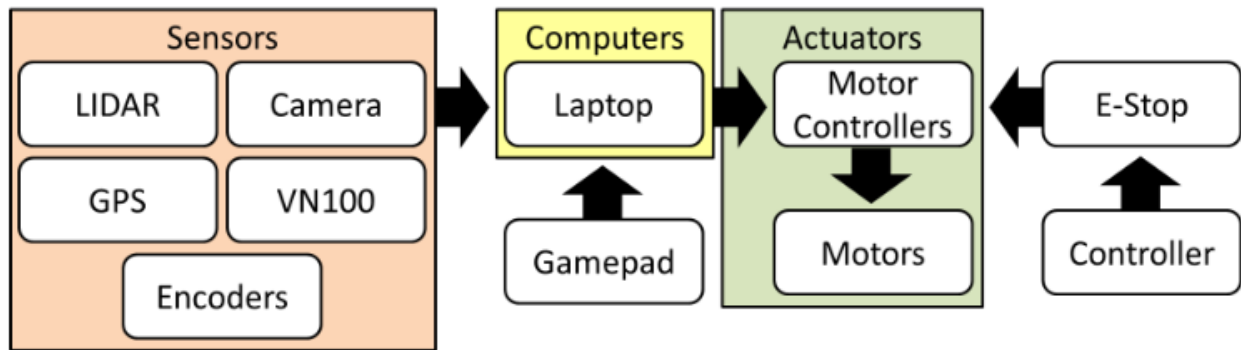 Sensors
LIDAR
Camera
GPS
VN100
Encoders
Computers
Laptop
Gamepad
Actuators
Motor
Controllers
Motors
E-Stop
Controller